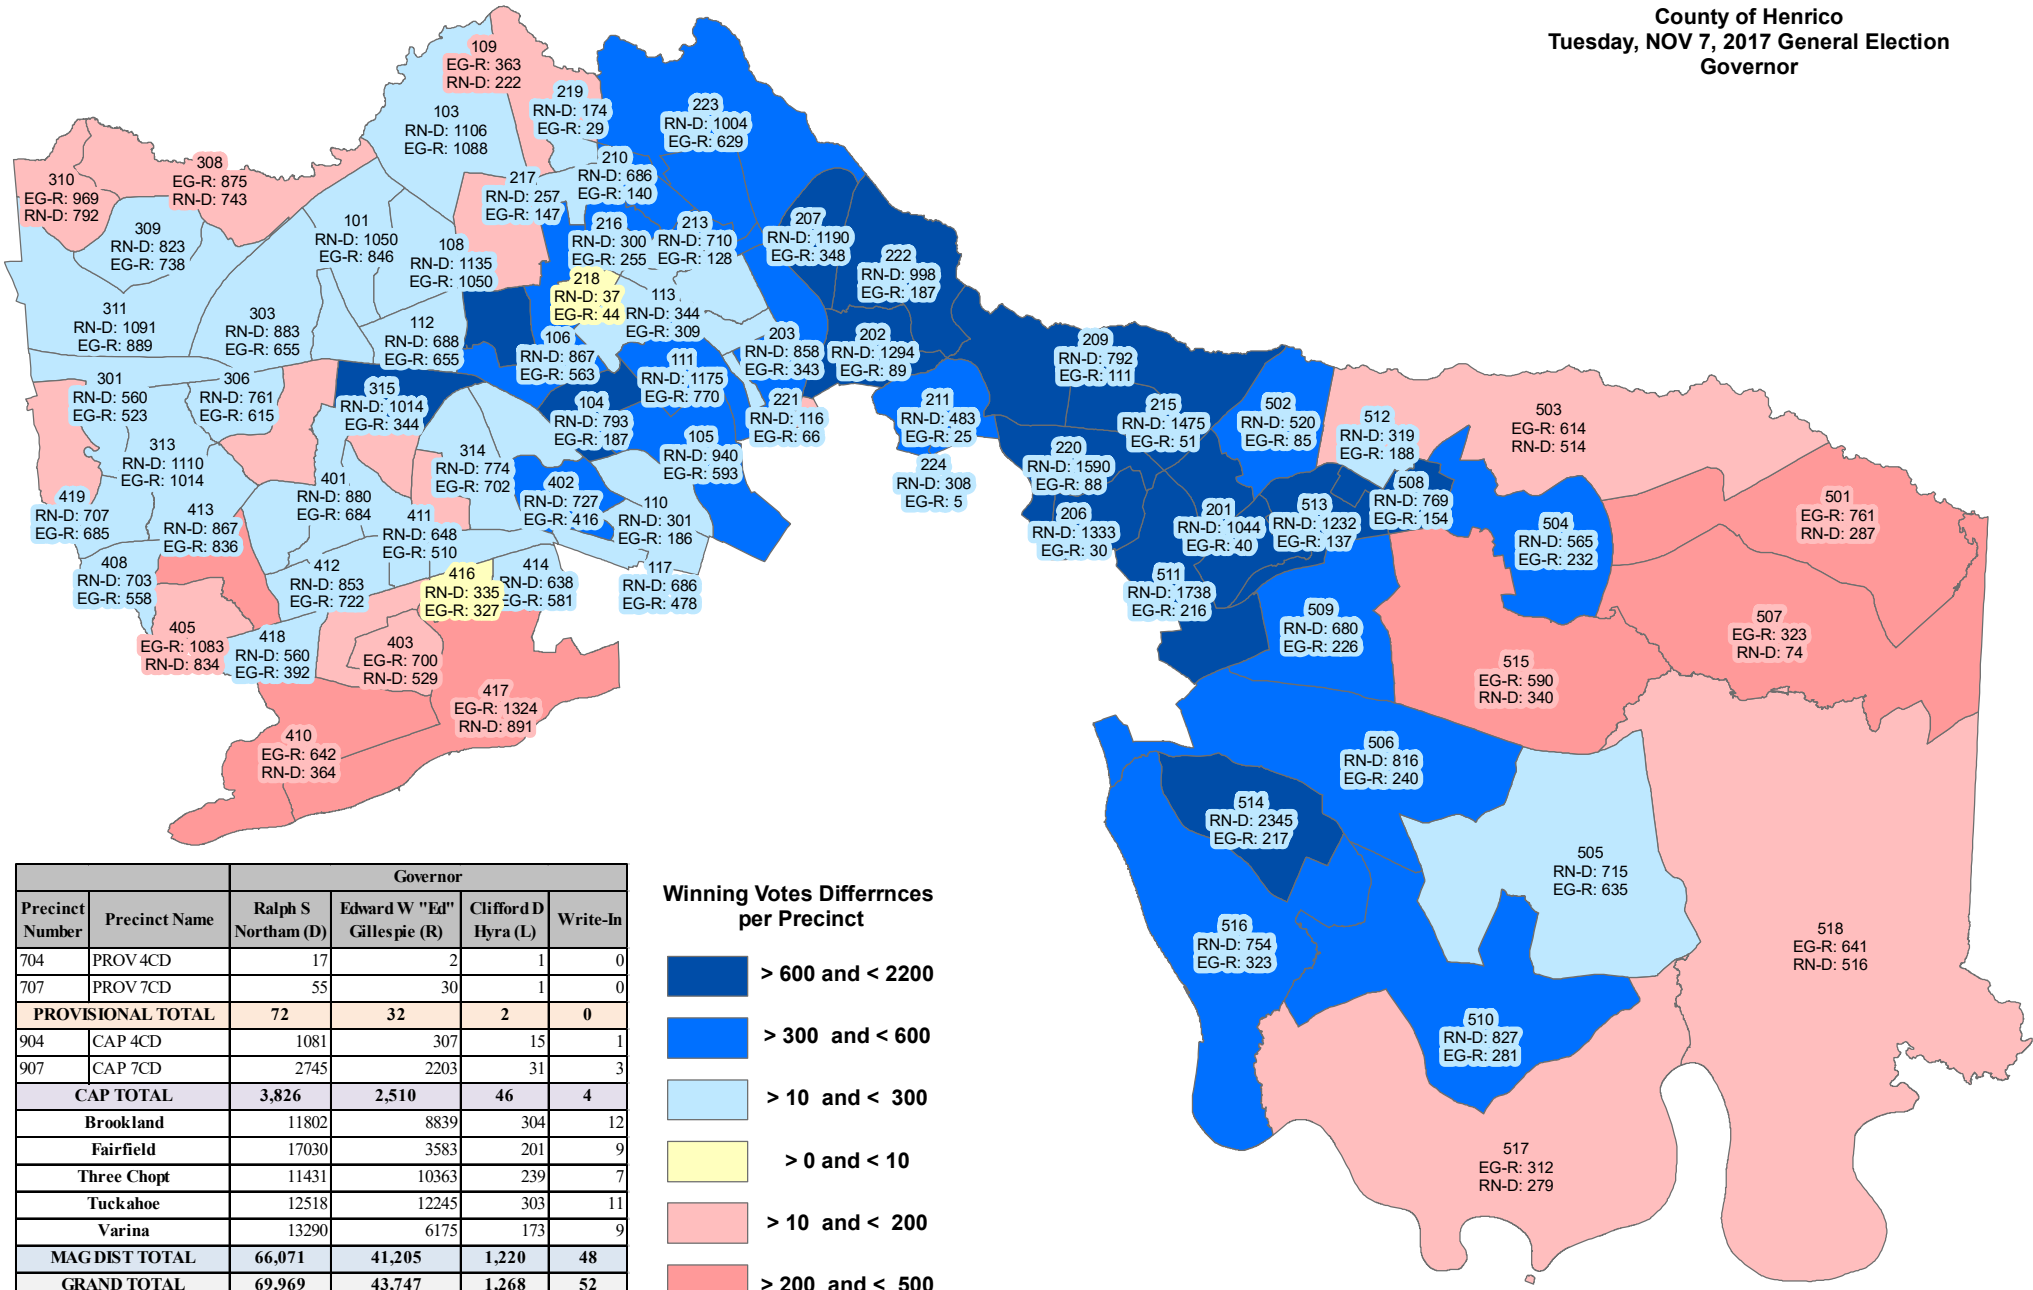 County of Henrico
Tuesday, NOV 7, 2017 General Election
Governor
109
EG-R: 363
RN-D: 222
219
RN-D: 174
EG-R: 29
223
RN-D: 1004
EG-R: 629
103
RN-D: 1106
EG-R: 1088
210
RN-D: 686
EG-R: 140
308
EG-R: 875
RN-D: 743
310
EG-R: 969
RN-D: 792
217
RN-D: 257
EG-R: 147
309
RN-D: 823
EG-R: 738
101
RN-D: 1050
EG-R: 846
108
RN-D: 1135
EG-R: 1050
216
RN-D: 300
EG-R: 255
213
RN-D: 710
EG-R: 128
207
RN-D: 1190
EG-R: 348
222
RN-D: 998
EG-R: 187
218
RN-D: 37
EG-R: 44
113
RN-D: 344
EG-R: 309
311
RN-D: 1091
EG-R: 889
303
RN-D: 883
EG-R: 655
112
RN-D: 688
EG-R: 655
106
RN-D: 867
EG-R: 563
203
RN-D: 858
EG-R: 343
202
RN-D: 1294
EG-R: 89
209
RN-D: 792
EG-R: 111
111
RN-D: 1175
EG-R: 770
301
RN-D: 560
EG-R: 523
306
RN-D: 761
EG-R: 615
315
RN-D: 1014
EG-R: 344
104
RN-D: 793
EG-R: 187
221
RN-D: 116
EG-R: 66
211
RN-D: 483
EG-R: 25
215
RN-D: 1475
EG-R: 51
502
RN-D: 520
EG-R: 85
512
RN-D: 319
EG-R: 188
503
EG-R: 614
RN-D: 514
313
RN-D: 1110
EG-R: 1014
314
RN-D: 774
EG-R: 702
105
RN-D: 940
EG-R: 593
224
RN-D: 308
EG-R: 5
220
RN-D: 1590
EG-R: 88
401
RN-D: 880
EG-R: 684
402
RN-D: 727
EG-R: 416
110
RN-D: 301
EG-R: 186
508
RN-D: 769
EG-R: 154
501
EG-R: 761
RN-D: 287
419
RN-D: 707
EG-R: 685
413
RN-D: 867
EG-R: 836
411
RN-D: 648
EG-R: 510
206
RN-D: 1333
EG-R: 30
201
RN-D: 1044
EG-R: 40
513
RN-D: 1232
EG-R: 137
504
RN-D: 565
EG-R: 232
408
RN-D: 703
EG-R: 558
412
RN-D: 853
EG-R: 722
416
RN-D: 335
EG-R: 327
414
RN-D: 638
EG-R: 581
117
RN-D: 686
EG-R: 478
511
RN-D: 1738
EG-R: 216
509
RN-D: 680
EG-R: 226
507
EG-R: 323
RN-D: 74
405
EG-R: 1083
RN-D: 834
418
RN-D: 560
EG-R: 392
403
EG-R: 700
RN-D: 529
515
EG-R: 590
RN-D: 340
417
EG-R: 1324
RN-D: 891
410
EG-R: 642
RN-D: 364
506
RN-D: 816
EG-R: 240
514
RN-D: 2345
EG-R: 217
505
RN-D: 715
EG-R: 635
516
RN-D: 754
EG-R: 323
518
EG-R: 641
RN-D: 516
510
RN-D: 827
EG-R: 281
517
EG-R: 312
RN-D: 279
Governor
Precinct Number Precinct Name Ralph S Northam (D) Edward W "Ed" Gillespie (R) Clifford D Hyra (L) Write-In
704 PROV 4CD 17 2 1 0
707 PROV 7CD 55 30 1 0
PROVISIONAL TOTAL 72 32 2 0
904 CAP 4CD 1081 307 15 1
907 CAP 7CD 2745 2203 31 3
CAP TOTAL 3,826 2,510 46 4
Brookland 11802 8839 304 12
Fairfield 17030 3583 201 9
Three Chopt 11431 10363 239 7
Tuckahoe 12518 12245 303 11
Varina 13290 6175 173 9
MAG DIST TOTAL 66,071 41,205 1,220 48
GRAND TOTAL 69,969 43,747 1,268 52
Winning Votes Differrnces
per Precinct
> 600 and < 2200
> 300 and < 600
> 10 and < 300
> 0 and < 10
> 10 and < 200
> 200 and < 500